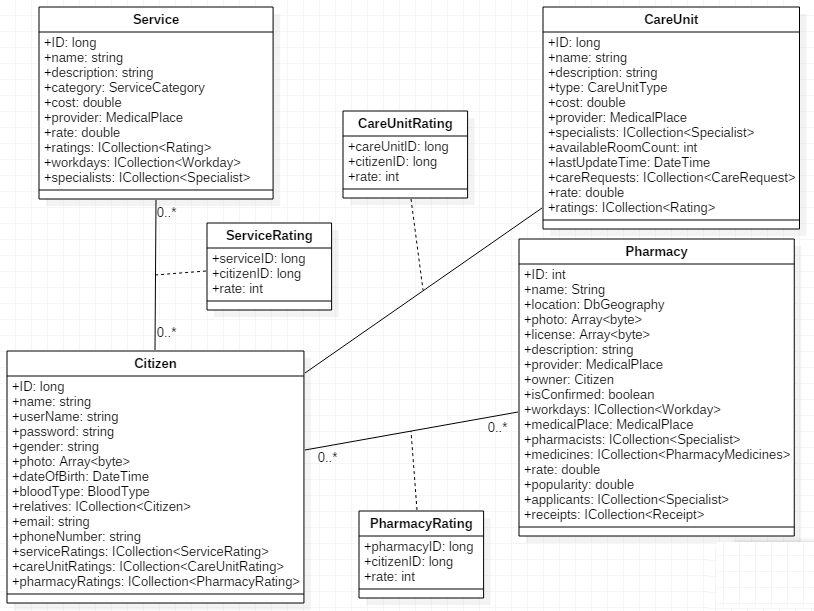 Service
+ID: long
+name: string
+description: string
+category: ServiceCategory
+cost: double
+provider: MedicalPlace
+rate: double
+ratings: ICollection<Rating>
+workdays: ICollection<Workday>
+specialists: ICollection<Specialist>
0..*
0..*
ServiceRating
+serviceID: long
+citizenID: long
+rate: int
CareUnitRating
+careUnitID: long
+citizenID: long
+rate: int
CareUnit
+ID: long
+name: string
+description: string
+type: CareUnitType
+cost: double
+provider: MedicalPlace
+specialists: ICollection<Specialist>
+availableRoomCount: int
+lastUpdateTime: DateTime
+careRequests: ICollection<CareRequest>
+rate: double
+ratings: ICollection<Rating>
Citizen
+ID: long
+name: string
+userName: string
+password: string
+gender: string
+photo: Array<byte>
+dateOfBirth: DateTime
+bloodType: BloodType
+relatives: ICollection<Citizen>
+email: string
+phoneNumber: string
+serviceRatings: ICollection<ServiceRating>
+careUnitRatings: ICollection<CareUnitRating>
+pharmacyRatings: ICollection<PharmacyRating>
0..*
0..*
PharmacyRating
+pharmacyID: long
+citizenID: long
+rate: int
Pharmacy
+ID: int
+name: String
+location: DbGeography
+photo: Array<byte>
+license: Array<byte>
+description: string
+provider: MedicalPlace
+owner: Citizen
+isConfirmed: boolean
+workdays: ICollection<Workday>
+medicalPlace: MedicalPlace
+pharmacists: ICollection<Specialist>
+medicines: ICollection<PharmacyMedicines>
+rate: double
+popularity: double
+applicants: ICollection<Specialist>
+receipts: ICollection<Receipt>